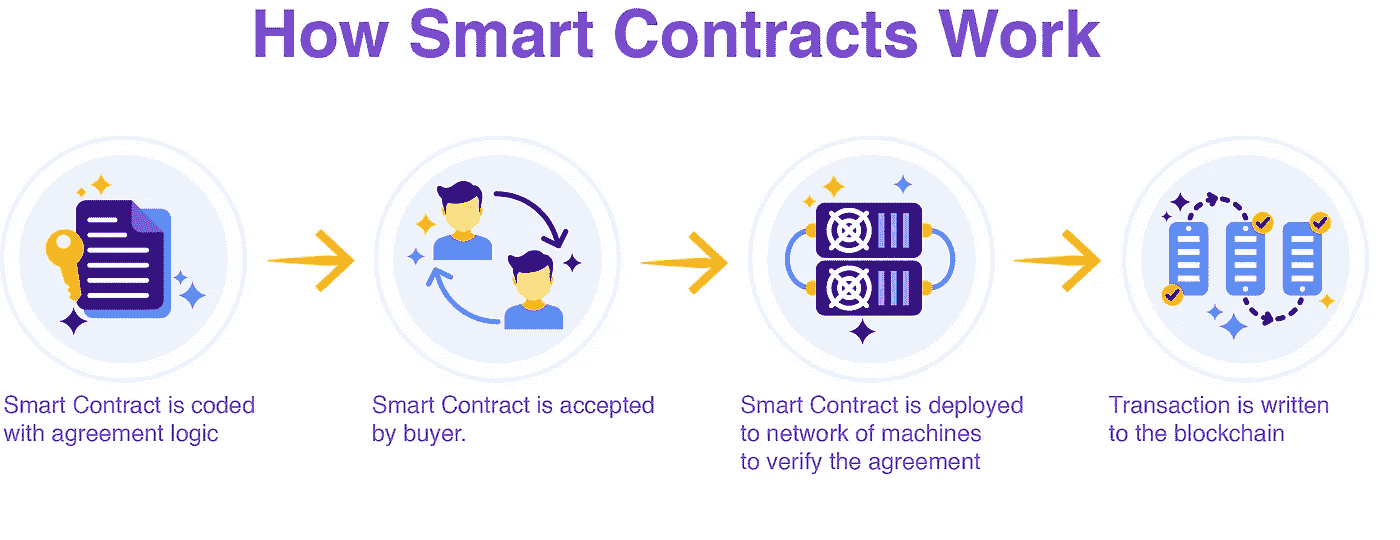 How Smart Contracts Work
Smart Contract is coded
with agreement logic
Smart Contract is accepted
by buyer.
Smart Contract is deployed
to network of machines
to verify the agreement
Transaction is written
to the blockchain